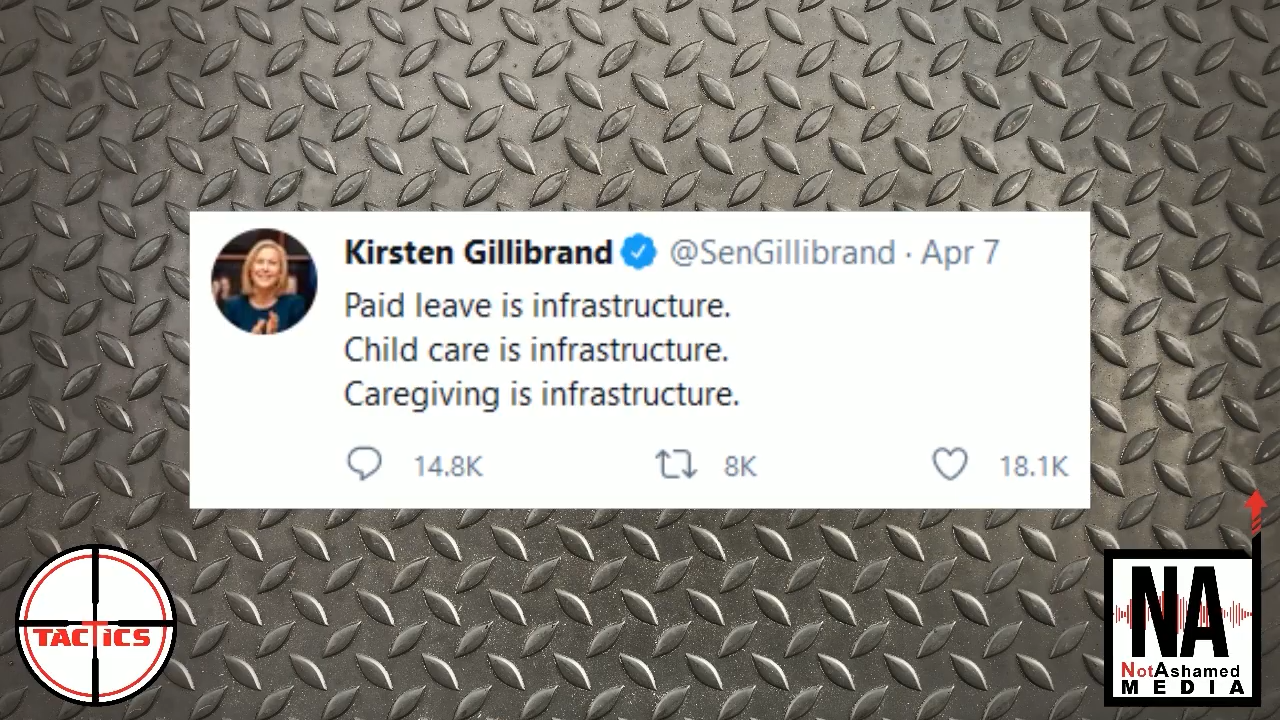 Kirsten Gillibrand @SenGillibrand · Apr 7
Paid leave is infrastructure.
Child care is infrastructure.
Caregiving is infrastructure.
14.8K 8K 18.1K
TACTICS
NA
NotAshamed
MEDIA